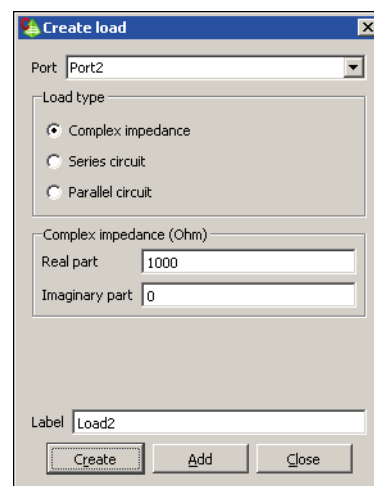 Create load
Port Port2
Load type
Complex impedance
Series circuit
Parallel circuit
Complex impedance (Ohm)
Real part 1000
Imaginary part 0
Label Load2
Create Add Close